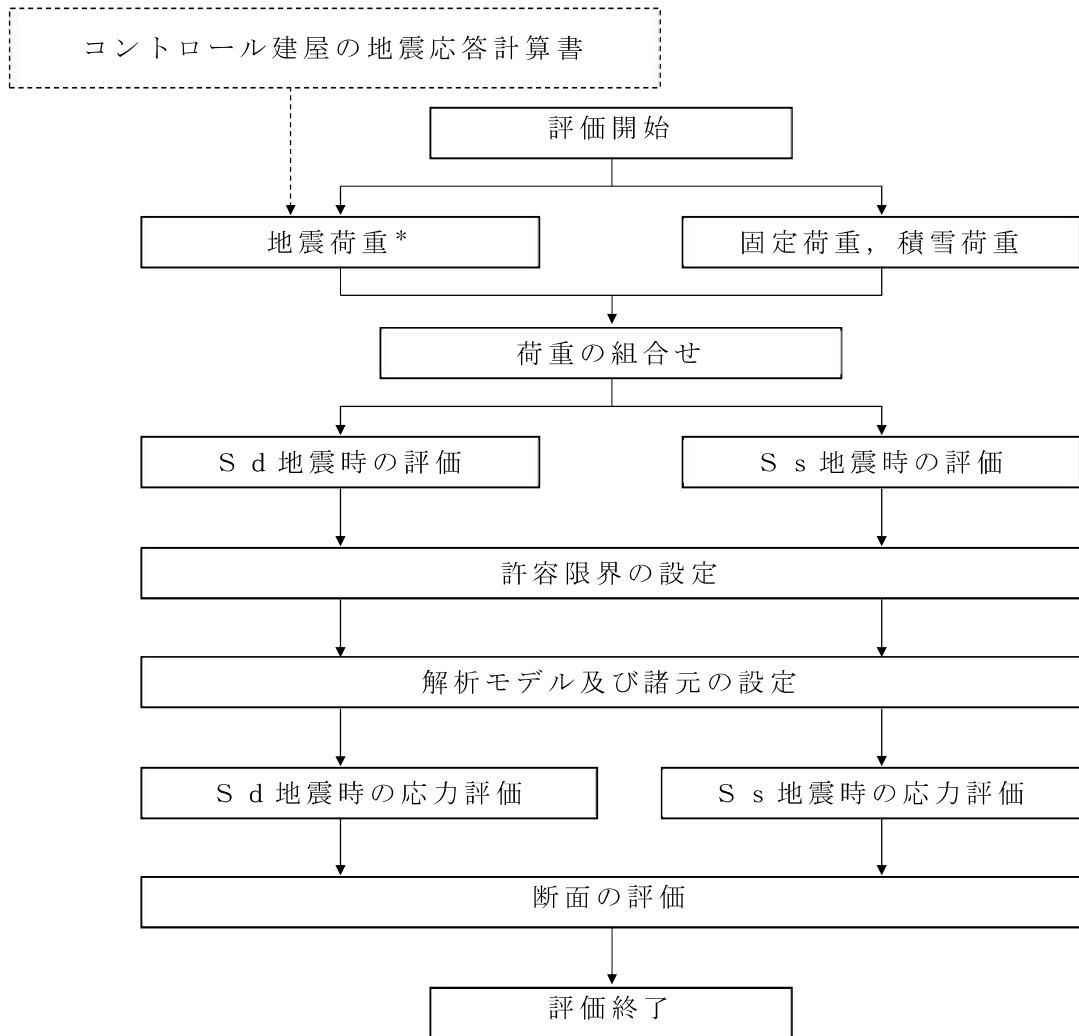 コントロール建屋の地震応答計算書
評価開始
地震荷重*
固定荷重，積雪荷重
荷重の組合せ
Ｓｄ地震時の評価
Ｓｓ地震時の評価
許容限界の設定
解析モデル及び諸元の設定
Ｓｄ地震時の応力評価
Ｓｓ地震時の応力評価
断面の評価
評価終了